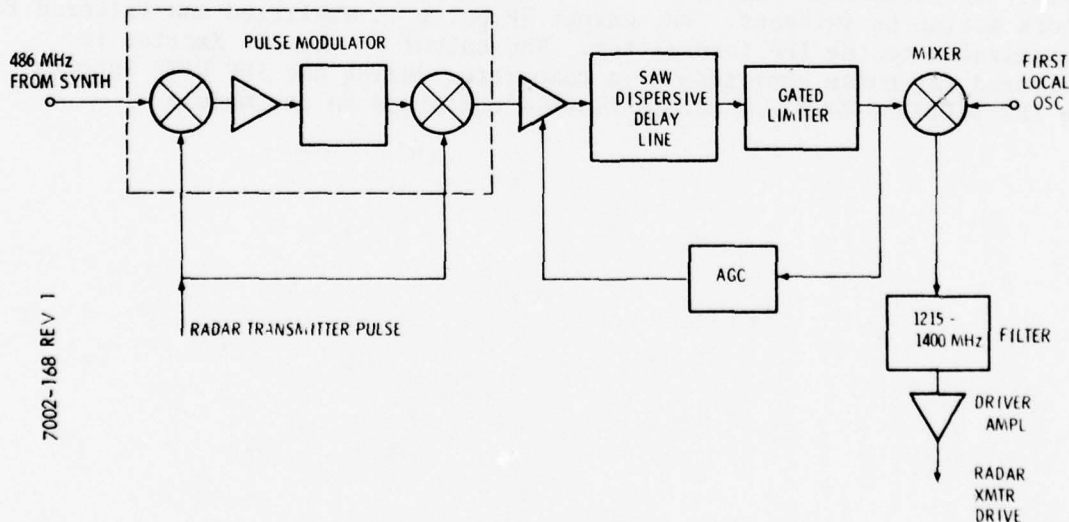 PULSE MODULATOR
486 MHz
FROM SYNTH
SAW
DISPERSIVE
DELAY
LINE
GATED
LIMITER
MIXER
FIRST
LOCAL
OSC
AGC
RADAR TRANSMITTER PULSE
1215 -
1400 MHz
FILTER
DRIVER
AMPL
RADAR
XMTR
DRIVE
7002-168 REV 1